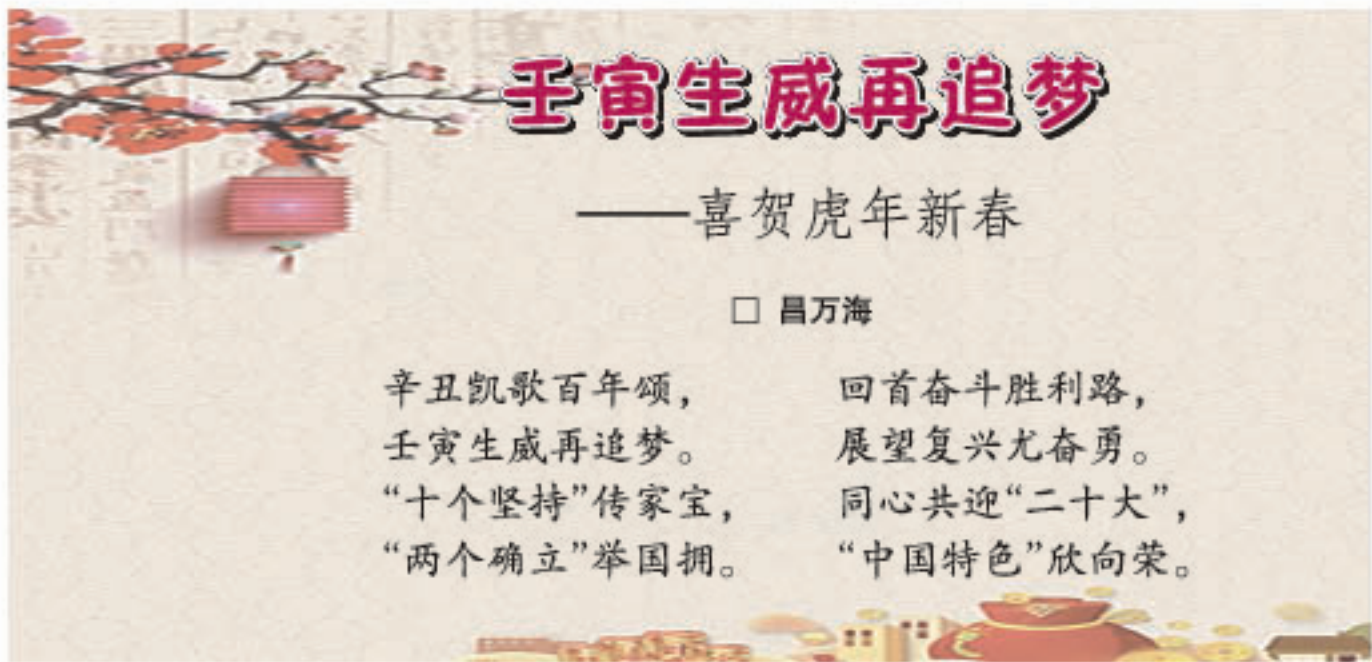 壬寅生威再追梦
——喜贺虎年新春
□ 昌万海
辛丑凯歌百年颂，
壬寅生威再追梦。
“十个坚持”传家宝，
“两个确立”举国拥。
回首奋斗胜利路，
展望复兴尤奋勇。
同心共迎“二十大”，
“中国特色”欣向荣。